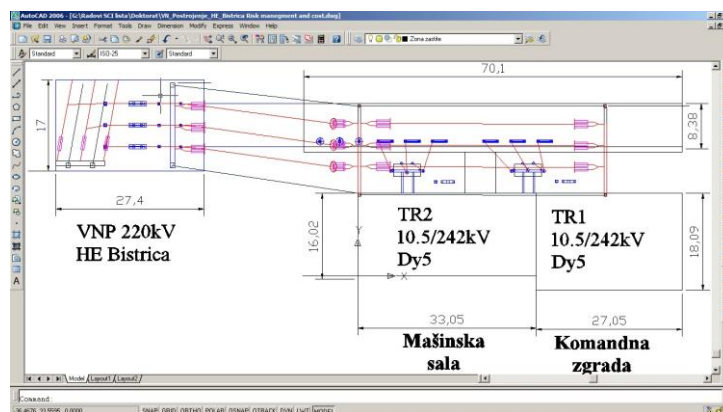 AutoCAD 2006 - [G:\Radovi SCI lista\Doktorat\VN_Postrojenje_HE_Bistrica Risk managment and cost.dwg]
File Edit View Insert Format Tools Draw Dimension Modify Express Window Help
Zona zastite
Standard ISO-25 Standard
70,1
17
8,38
27,4
VNP 220kV
HE Bistrica
16,02
Y
X
TR2
10.5/242kV
Dy5
TR1
10.5/242kV
Dy5
18,09
33,05
27,05
Mašinska
sala
Komandna
zgrada
Model Layout1 Layout2
Command:
SNAP GRID ORTHO POLAR OSNAP OTRACK DYN LWT MODEL